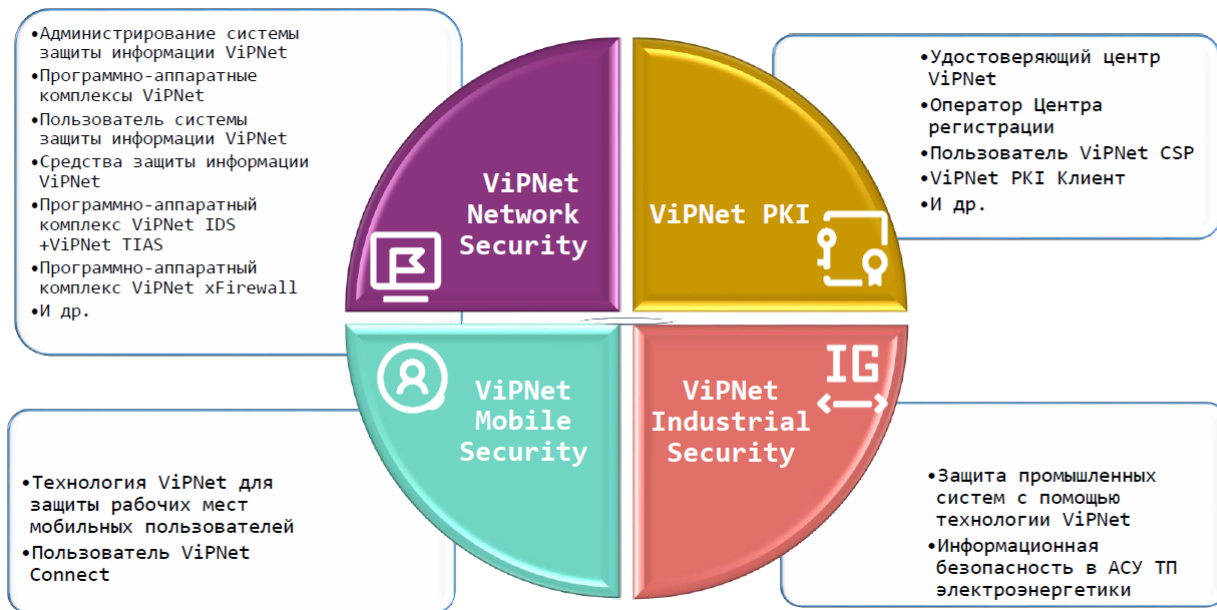 •Администрирование системы
защиты информации ViPNet
•Программно-аппаратные
комплексы ViPNet
•Пользователь системы
защиты информации ViPNet
•Средства защиты информации
ViPNet
•Программно-аппаратный
комплекс ViPNet IDS
+ViPNet TIAS
•Программно-аппаратный
комплекс ViPNet xFirewall
•И др.
ViPNet
Network
Security
ViPNet PKI
•Удостоверяющий центр
ViPNet
•Оператор Центра
регистрации
•Пользователь ViPNet CSP
•ViPNet PKI Клиент
•И др.
•Технология ViPNet для
защиты рабочих мест
мобильных пользователей
•Пользователь ViPNet
Connect
ViPNet
Mobile
Security
ViPNet
Industrial
Security
IG
•Защита промышленных
систем с помощью
технологии ViPNet
•Информационная
безопасность в АСУ ТП
электроэнергетики